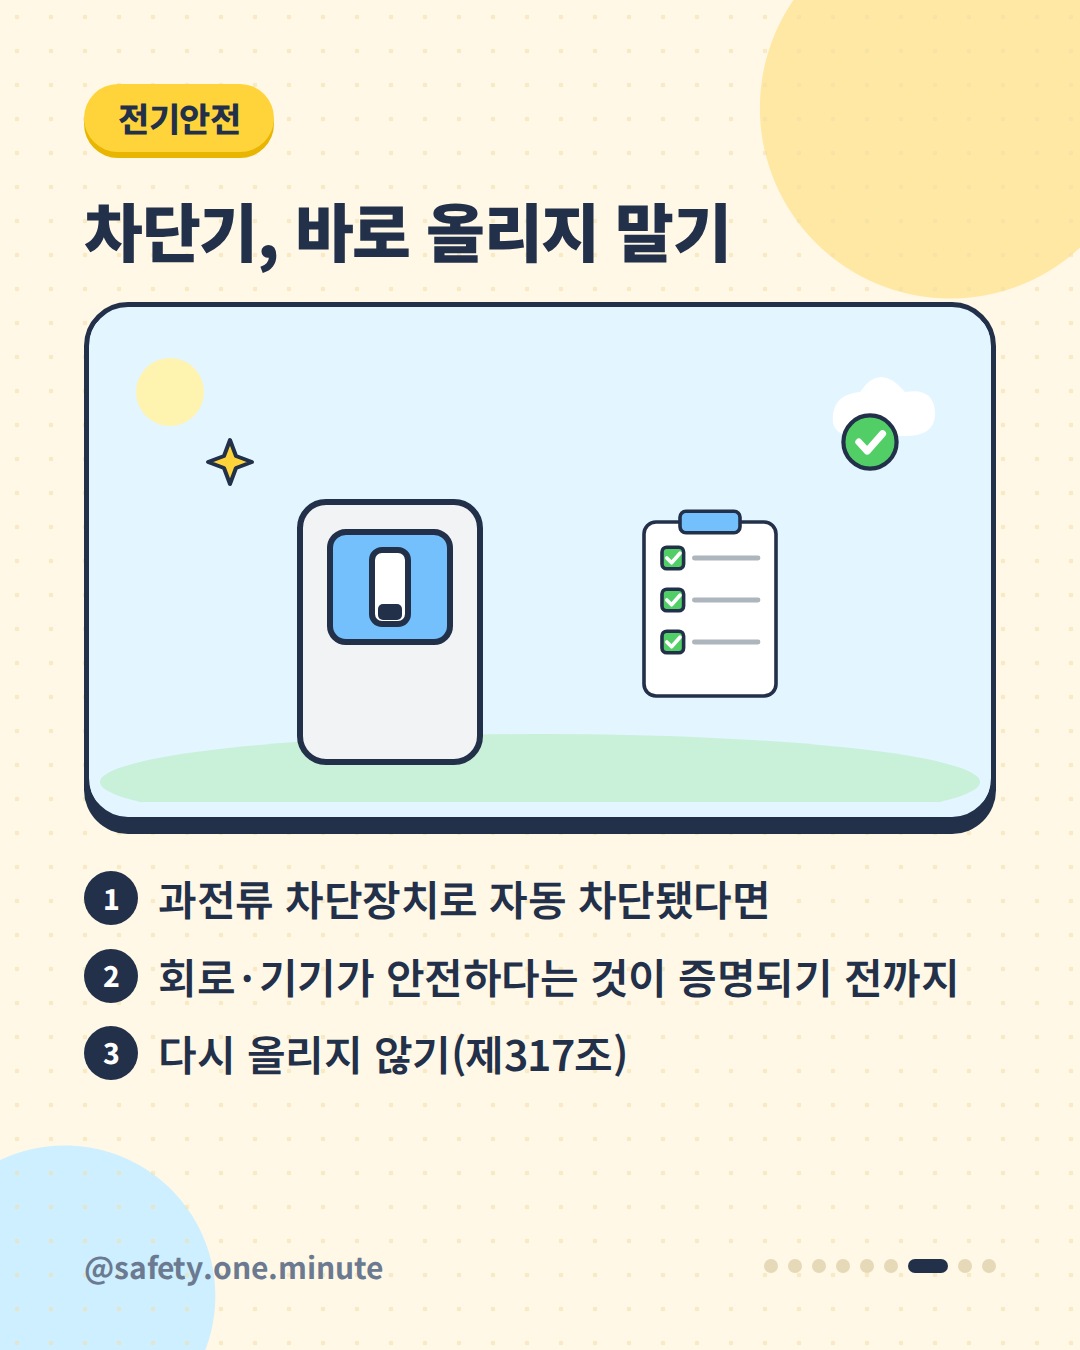 전기안전
차단기, 바로 올리지 말기
1 과전류 차단장치로 자동 차단됐다면
2 회로·기기가 안전하다는 것이 증명되기 전까지
3 다시 올리지 않기(제317조)
@safety.one.minute